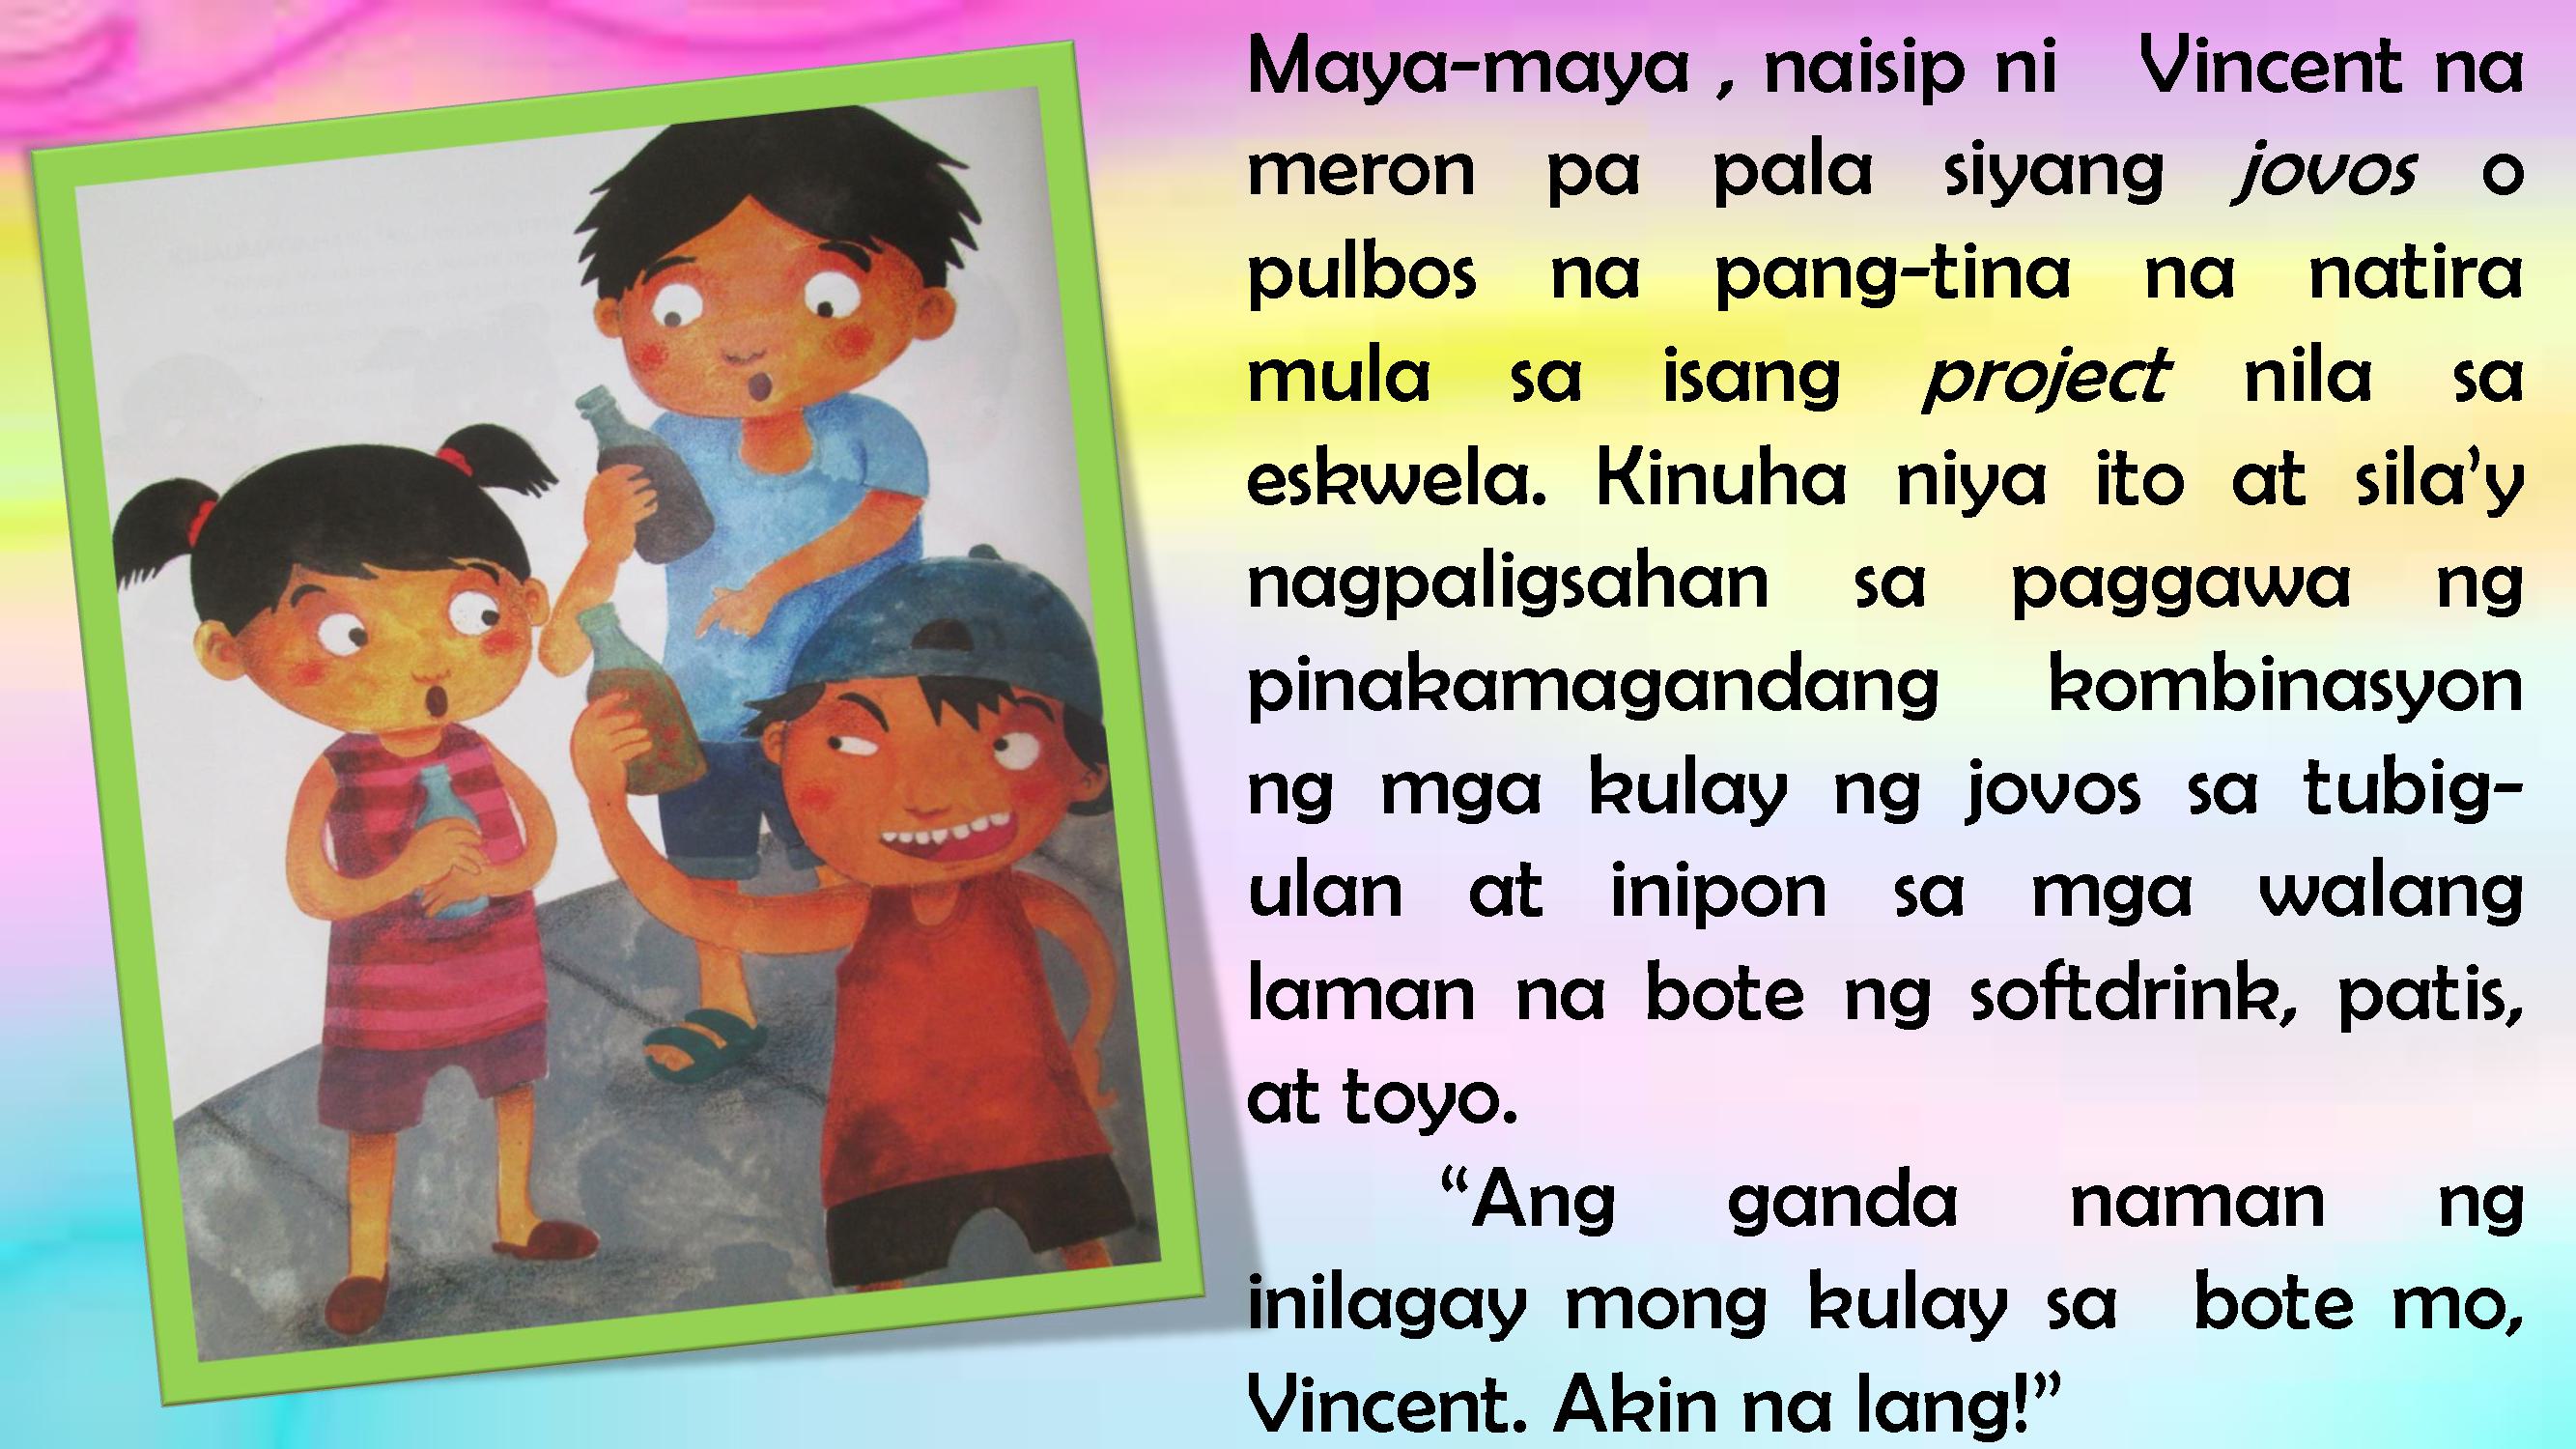 Maya-maya , naisip ni Vincent na
meron pa pala siyang jovos o
pulbos na pang-tina na natira
mula sa isang project nila sa
eskwela. Kinuha niya ito at sila’y
nagpaligsahan sa paggawa ng
pinakamagandang kombinasyon
ng mga kulay ng jovos sa tubig-
ulan at inipon sa mga walang
laman na bote ng softdrink, patis,
at toyo.
“Ang ganda naman ng
inilagay mong kulay sa bote mo,
Vincent. Akin na lang!”